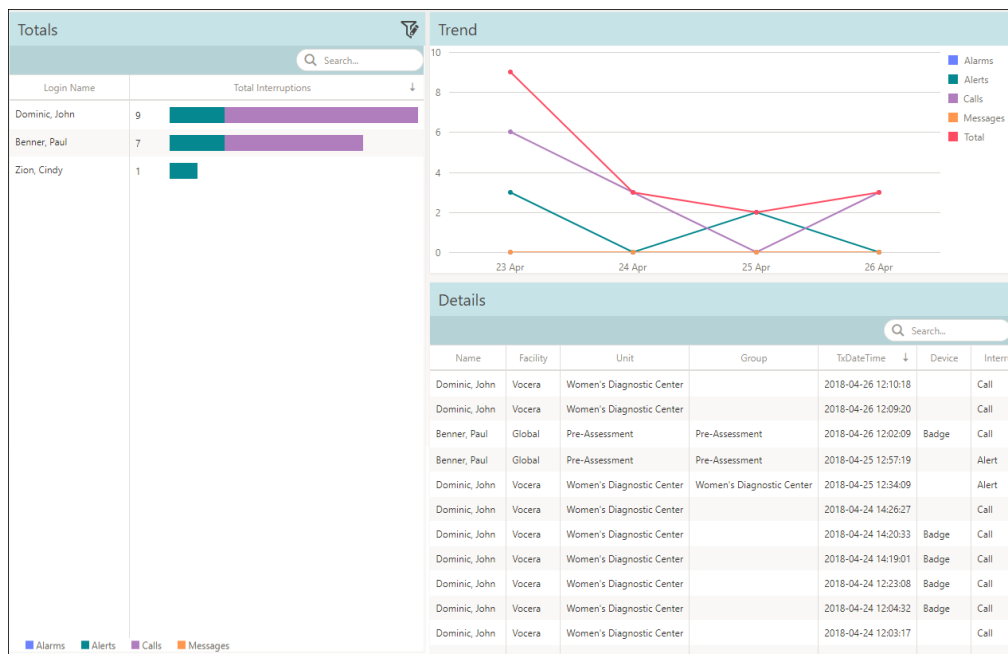 Totals
Search...
Login Name Total Interruptions ↓
Dominic, John 9
Benner, Paul 7
Zion, Cindy 1
Alarms Alerts Calls Messages
Trend
10
8
6
4
2
0
23 Apr 24 Apr 25 Apr 26 Apr
Alarms
Alerts
Calls
Messages
Total
Details
Search...
Name Facility Unit Group TxDateTime ↓ Device Interr
Dominic, John Vocera Women's Diagnostic Center 2018-04-26 12:10:18 Call
Dominic, John Vocera Women's Diagnostic Center 2018-04-26 12:09:20 Call
Benner, Paul Global Pre-Assessment Pre-Assessment 2018-04-26 12:02:09 Badge Call
Benner, Paul Global Pre-Assessment Pre-Assessment 2018-04-25 12:57:19 Alert
Dominic, John Vocera Women's Diagnostic Center Women's Diagnostic Center 2018-04-25 12:34:09 Alert
Dominic, John Vocera Women's Diagnostic Center 2018-04-24 14:26:27 Call
Dominic, John Vocera Women's Diagnostic Center 2018-04-24 14:20:33 Badge Call
Dominic, John Vocera Women's Diagnostic Center 2018-04-24 14:19:01 Badge Call
Dominic, John Vocera Women's Diagnostic Center 2018-04-24 12:23:08 Badge Call
Dominic, John Vocera Women's Diagnostic Center 2018-04-24 12:04:32 Badge Call
Dominic, John Vocera Women's Diagnostic Center 2018-04-24 12:03:17 Call